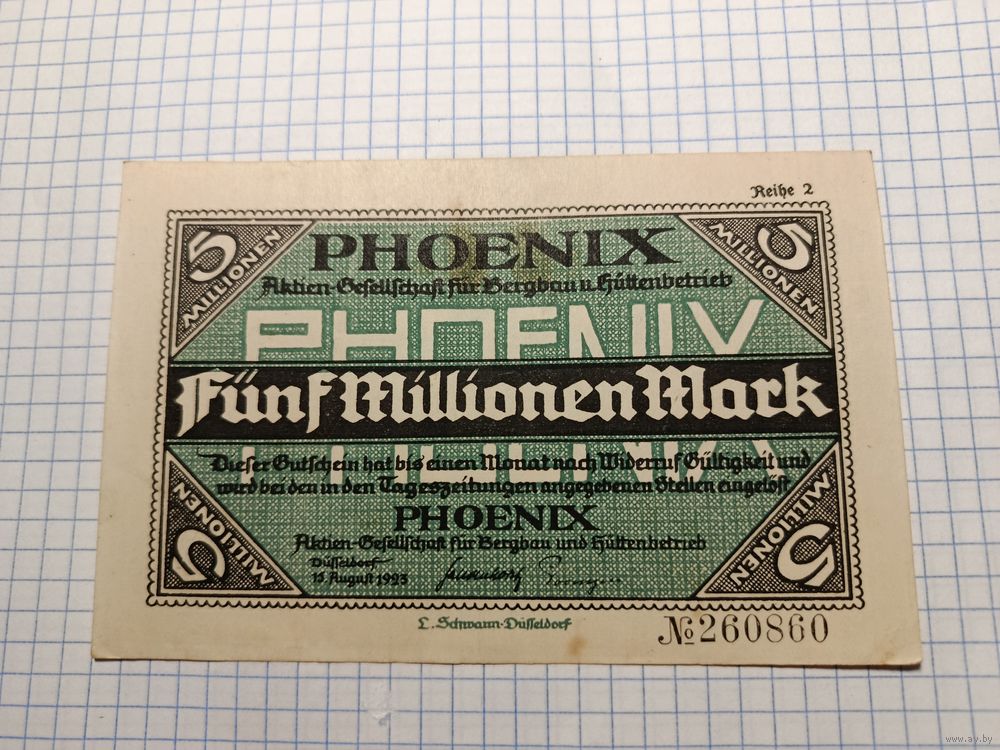 Reihe 2
5 MILLIONEN
5 MILLIONEN
PHOENIX
Aktien-Gesellschaft für Bergbau u. Hüttenbetrieb
PHOENIX
Fünf Millionen Mark
Dieser Gutschein hat bis einen Monat nach Widerruf Gültigkeit und
wird bei den in den Tageszeitungen angegebenen Stellen eingelöst
PHOENIX
Aktien-Gesellschaft für Bergbau und Hüttenbetrieb
Düsseldorf
15. August 1923
5 MILLIONEN
5 MILLIONEN
L. Schwann-Düsseldorf
№260860
www.ay.by